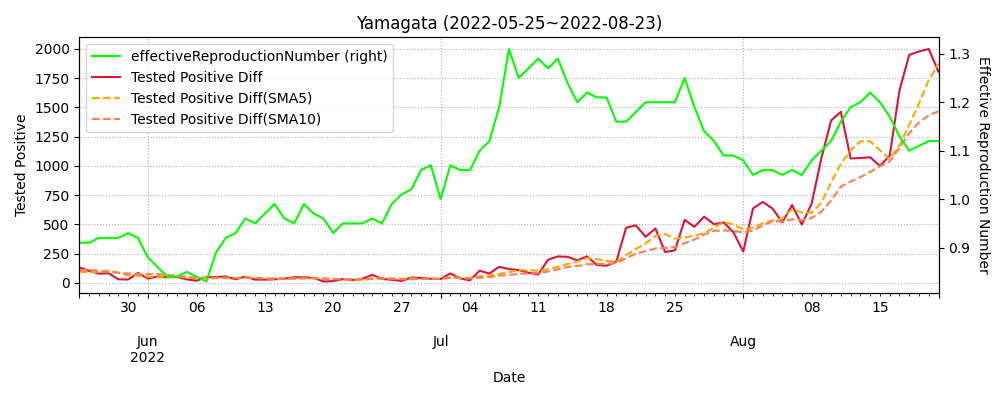 Yamagata (2022-05-25~2022-08-23)
effectiveReproductionNumber (right)
Tested Positive Diff
Tested Positive Diff(SMA5)
Tested Positive Diff(SMA10)
Tested Positive
2000
1750
1500
1250
1000
750
500
250
0
1.3
1.2
1.1
1.0
0.9
Effective Reproduction Number
30 06 13 20 27 04 11 18 25 08 15
Jun Jul Aug
2022
Date